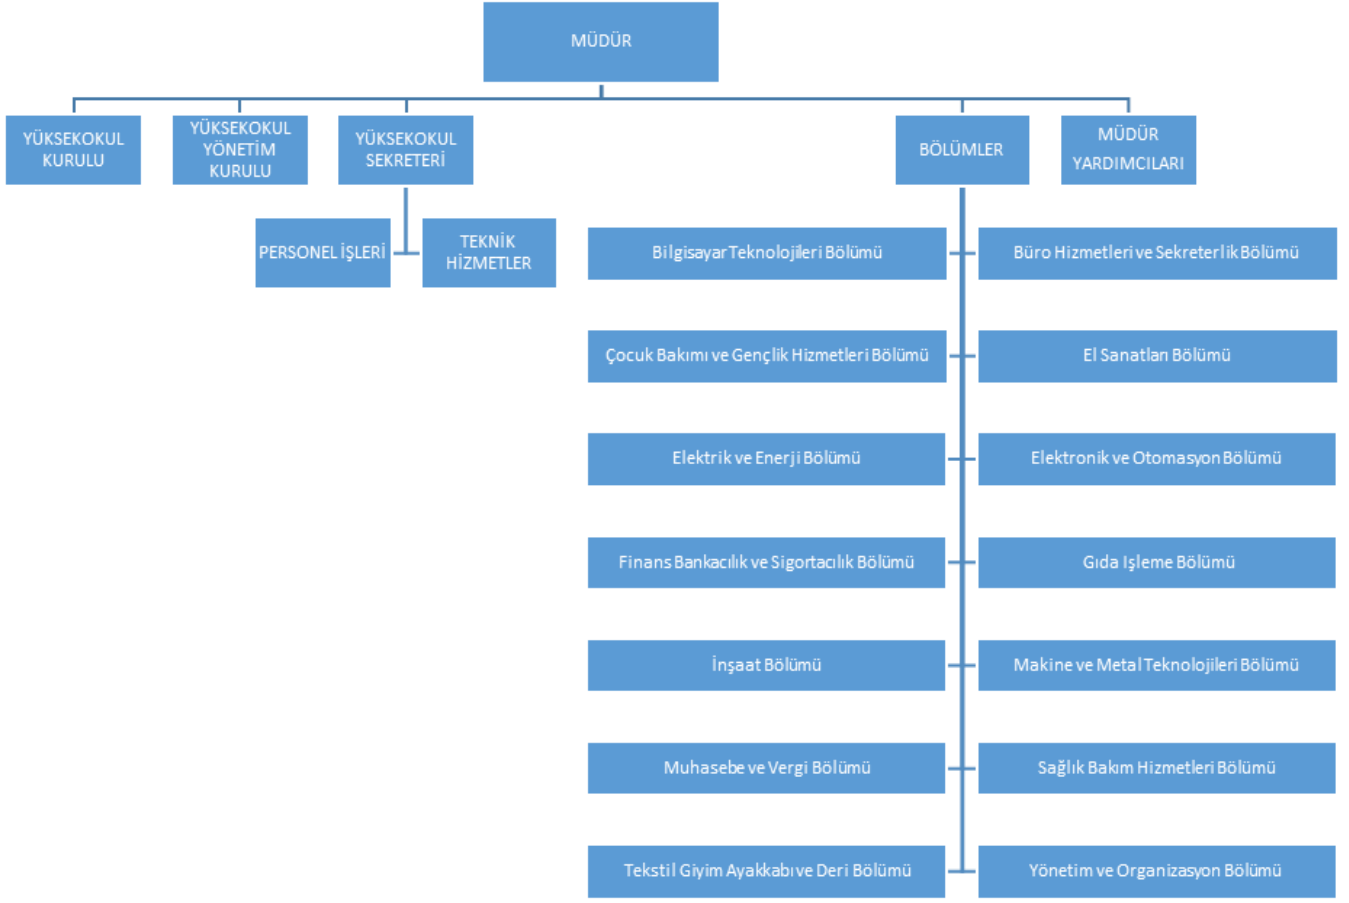 MÜDÜR
YÜKSEKOKUL
KURULU
YÜKSEKOKUL
YÖNETİM
KURULU
YÜKSEKOKUL
SEKRETERİ
BÖLÜMLER
MÜDÜR
YARDIMCILARI
PERSONEL İŞLERİ
TEKNİK
HİZMETLER
Bilgisayar Teknolojileri Bölümü
Büro Hizmetleri ve Sekreterlik Bölümü
Çocuk Bakımı ve Gençlik Hizmetleri Bölümü
El Sanatları Bölümü
Elektrik ve Enerji Bölümü
Elektronik ve Otomasyon Bölümü
Finans Bankacılık ve Sigortacılık Bölümü
Gıda Işleme Bölümü
İnşaat Bölümü
Makine ve Metal Teknolojileri Bölümü
Muhasebe ve Vergi Bölümü
Sağlık Bakım Hizmetleri Bölümü
Tekstil Giyim Ayakkabı ve Deri Bölümü
Yönetim ve Organizasyon Bölümü